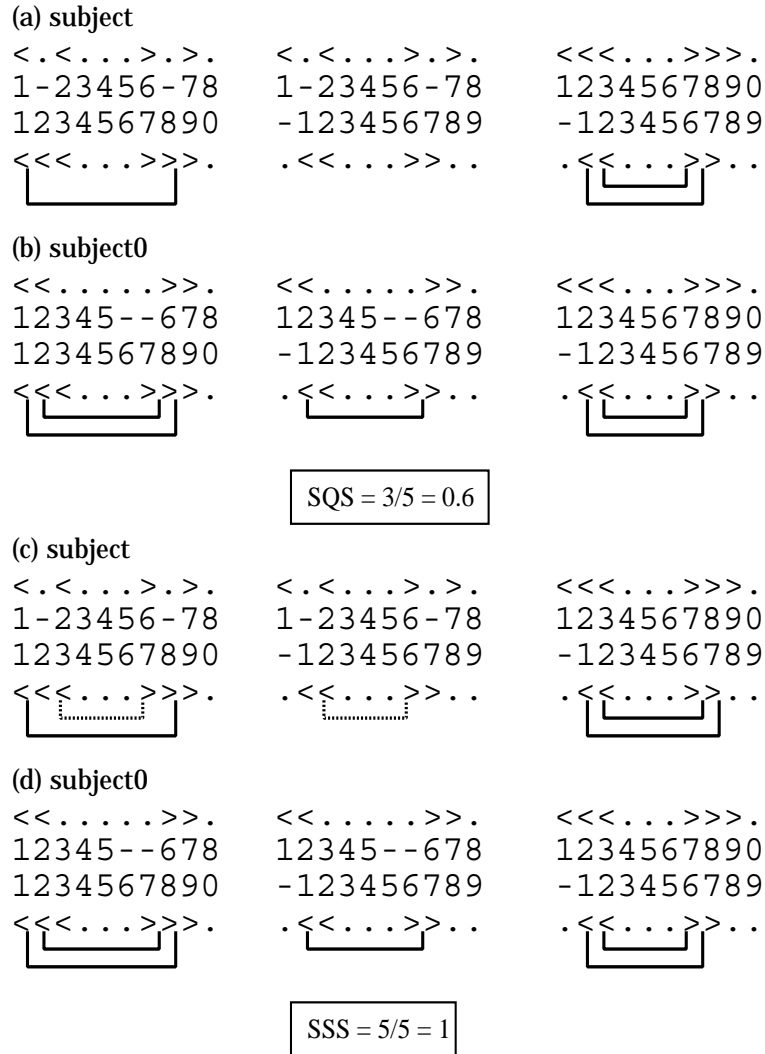 (a) subject
<.<...>.>. <.<...>.>. <<<...>>>.
1-23456-78 1-23456-78 1234567890
1234567890 -123456789 -123456789
<<<...>>>. .<<...>>.. .<<...>>..
(b) subject0
<<.....>>. <<.....>>. <<<...>>>.
12345--678 12345--678 1234567890
1234567890 -123456789 -123456789
<<<...>>>. .<<...>>.. .<<...>>..
SQS = 3/5 = 0.6
(c) subject
<.<...>.>. <.<...>.>. <<<...>>>.
1-23456-78 1-23456-78 1234567890
1234567890 -123456789 -123456789
<<<...>>>. .<<...>>.. .<<...>>..
(d) subject0
<<.....>>. <<.....>>. <<<...>>>.
12345--678 12345--678 1234567890
1234567890 -123456789 -123456789
<<<...>>>. .<<...>>.. .<<...>>..
SSS = 5/5 = 1